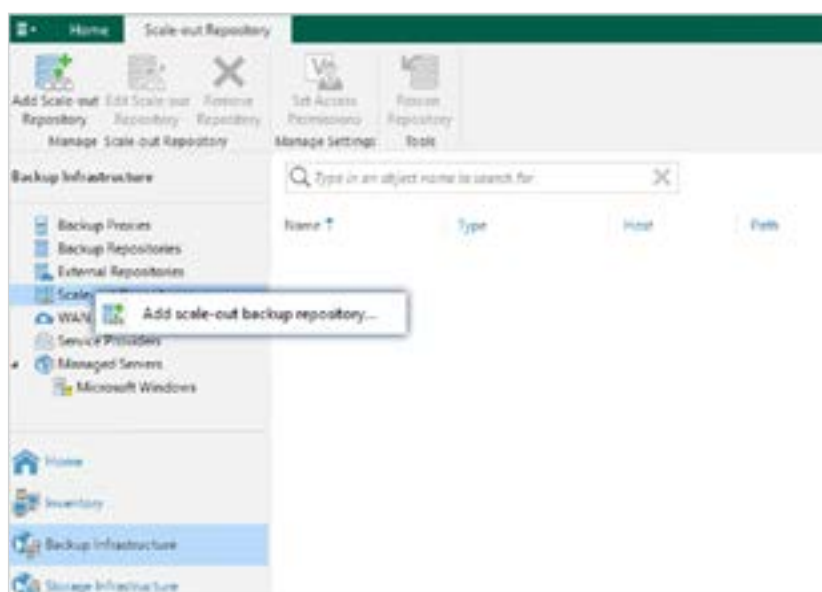 Home Scale-out Repository
Add Scale-out Edit Scale-out Remove Set Access Rescan
Repository Repository Repository Permissions Repository
Manage Scale-out Repository Manage Settings Tools
Backup Infrastructure
Type in an object name to search for
Name Type Host Path
Backup Proxies
Backup Repositories
External Repositories
Add scale-out backup repository...
WAN
Service Providers
Managed Servers
Microsoft Windows
Home
Inventory
Backup Infrastructure
Storage Infrastructure